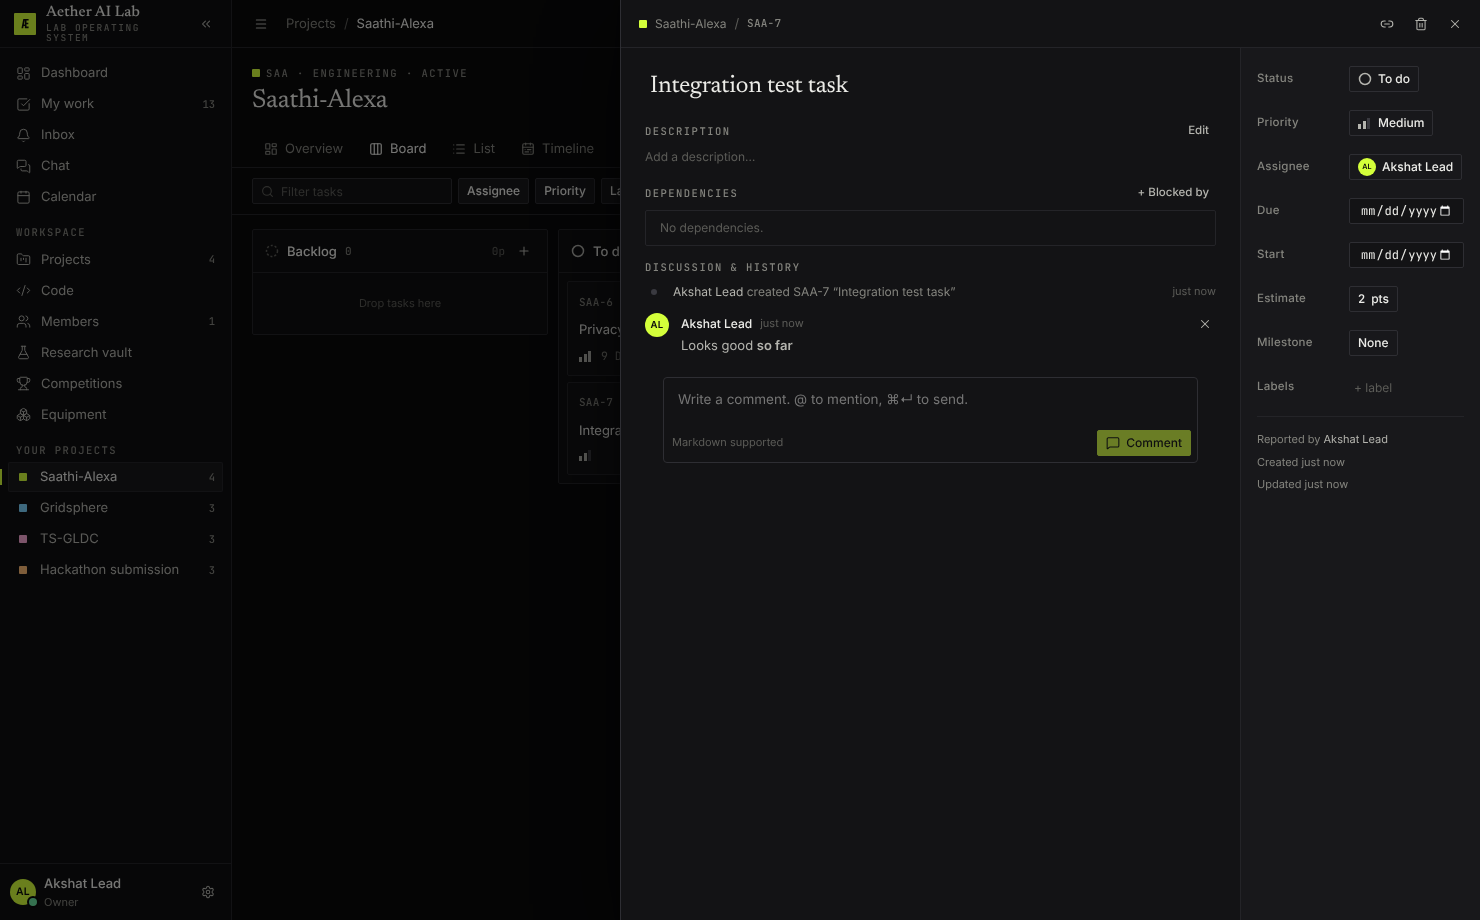 Æ
Aether AI Lab
LAB OPERATING
SYSTEM
Dashboard
My work 13
Inbox
Chat
Calendar
WORKSPACE
Projects 4
Code
Members 1
Research vault
Competitions
Equipment
YOUR PROJECTS
Saathi-Alexa 4
Gridsphere 3
TS-GLDC 3
Hackathon submission 3
AL
Akshat Lead
Owner
Projects / Saathi-Alexa
SAA · ENGINEERING · ACTIVE
Saathi-Alexa
Overview Board List Timeline
Filter tasks Assignee Priority La
Backlog 0 0p
Drop tasks here
To d
SAA-6
Privacy
9 D
SAA-7
Integra
Saathi-Alexa / SAA-7
Integration test task
DESCRIPTION Edit
Add a description…
DEPENDENCIES + Blocked by
No dependencies.
DISCUSSION & HISTORY
Akshat Lead created SAA-7 “Integration test task” just now
AL Akshat Lead just now
Looks good so far
Write a comment. @ to mention, ⌘↵ to send.
Markdown supported Comment
Status To do
Priority Medium
Assignee AL Akshat Lead
Due mm/dd/yyyy
Start mm/dd/yyyy
Estimate 2 pts
Milestone None
Labels + label
Reported by Akshat Lead
Created just now
Updated just now